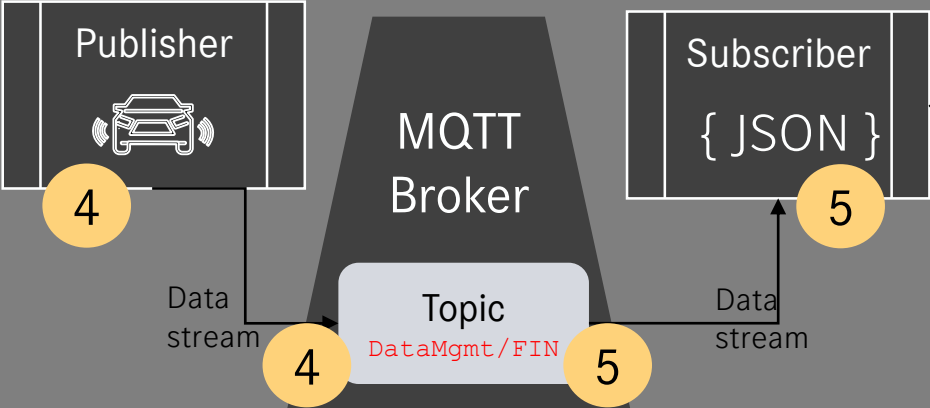 Publisher
4
Data
stream
4
MQTT
Broker
Topic
DataMgmt/FIN
5
Subscriber
{ JSON }
5
Data
stream